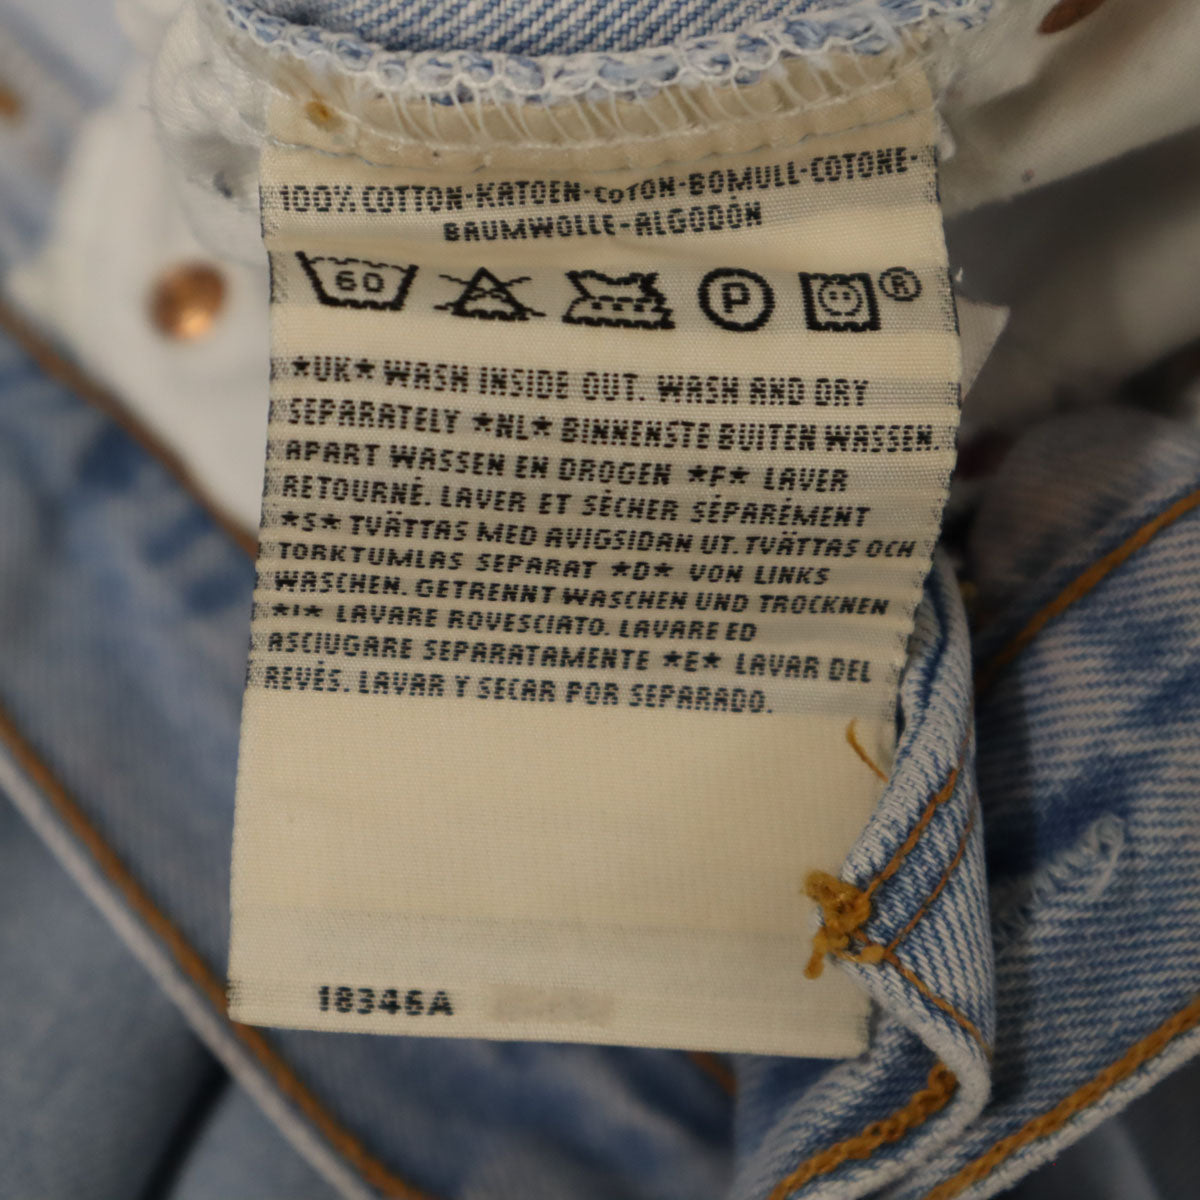 100% COTTON-KATOEN-COTON-BOMULL-COTONE-
BAUMWOLLE-ALGODÓN
60 P ®
*UK* WASH INSIDE OUT. WASH AND DRY
SEPARATELY *NL* BINNENSTE BUITEN WASSEN.
APART WASSEN EN DROGEN *F* LAVER
RETOURNÉ. LAVER ET SÉCHER SÉPARÉMENT
*S* TVÄTTAS MED AVIGSIDAN UT. TVÄTTAS OCH
TORKTUMLAS SEPARAT *D* VON LINKS
WASCHEN. GETRENNT WASCHEN UND TROCKNEN
*I* LAVARE ROVESCIATO. LAVARE ED
ASCIUGARE SEPARATAMENTE *E* LAVAR DEL
REVÉS. LAVAR Y SECAR POR SEPARADO.
18346A